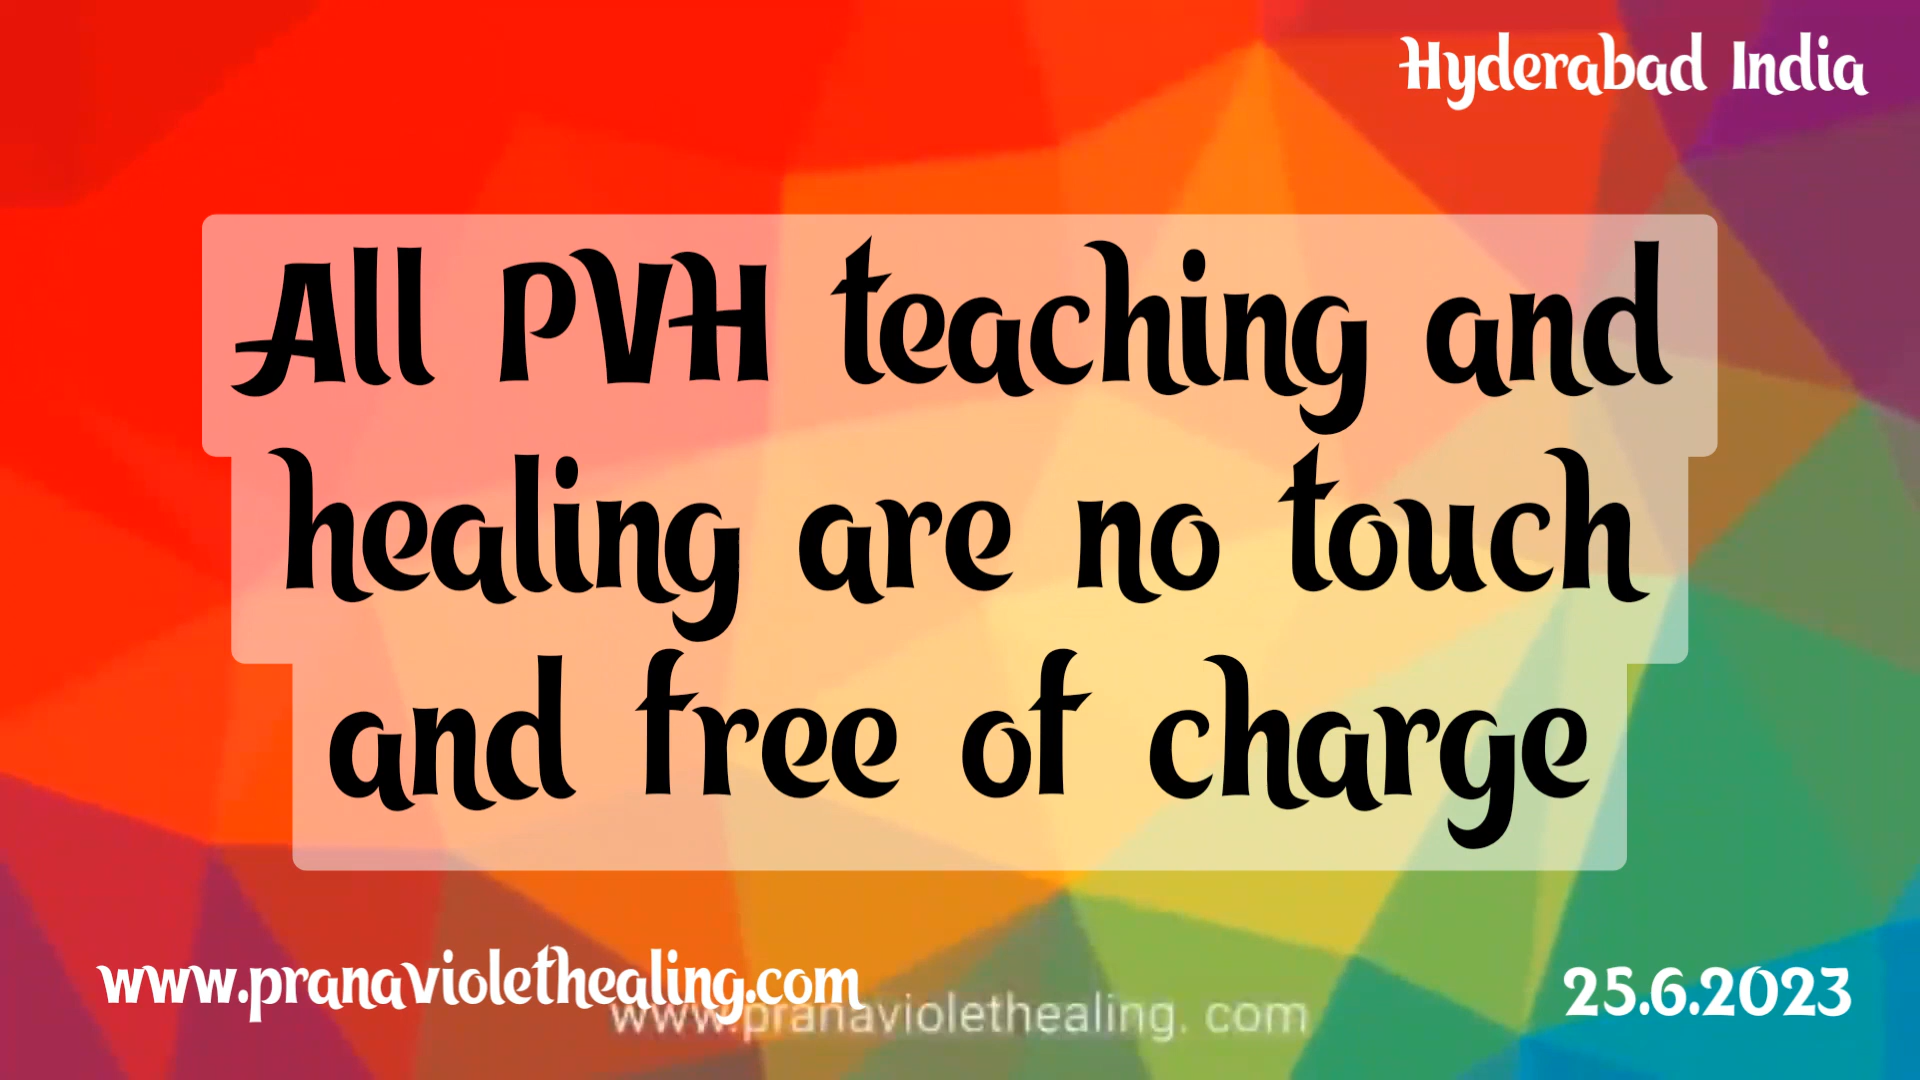 Hyderabad India
All PVH teaching and
healing are no touch
and free of charge
www.pranaviolethealing.com
www.pranaviolethealing. com
25.6.2023